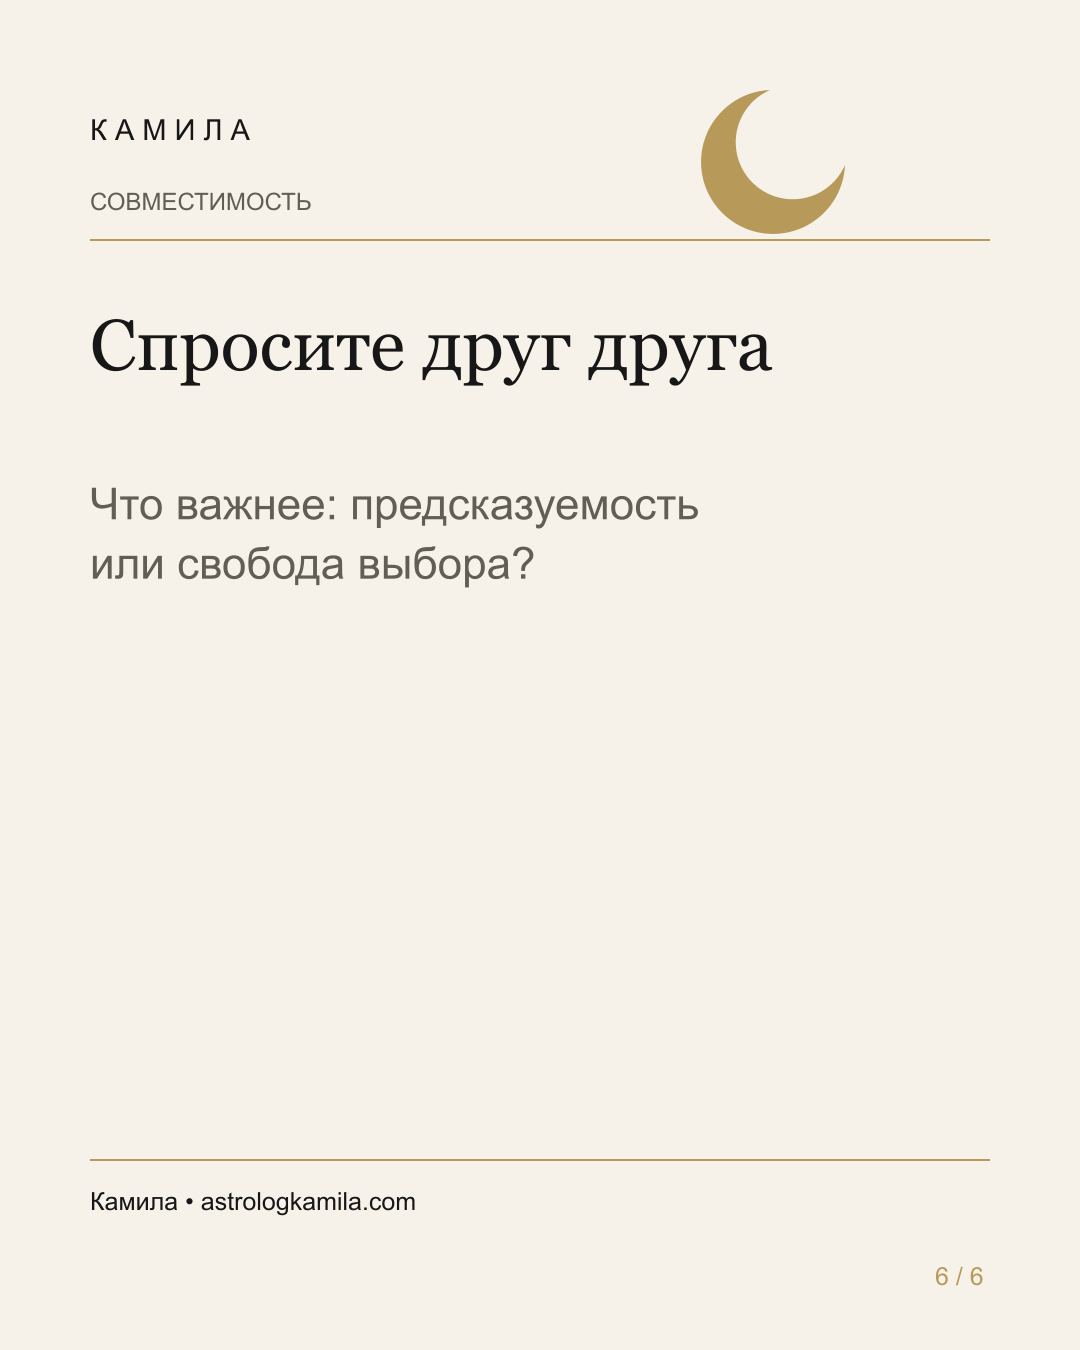 КАМИЛА
СОВМЕСТИМОСТЬ
Спросите друг друга
Что важнее: предсказуемость
или свобода выбора?
Камила • astrologkamila.com
6 / 6